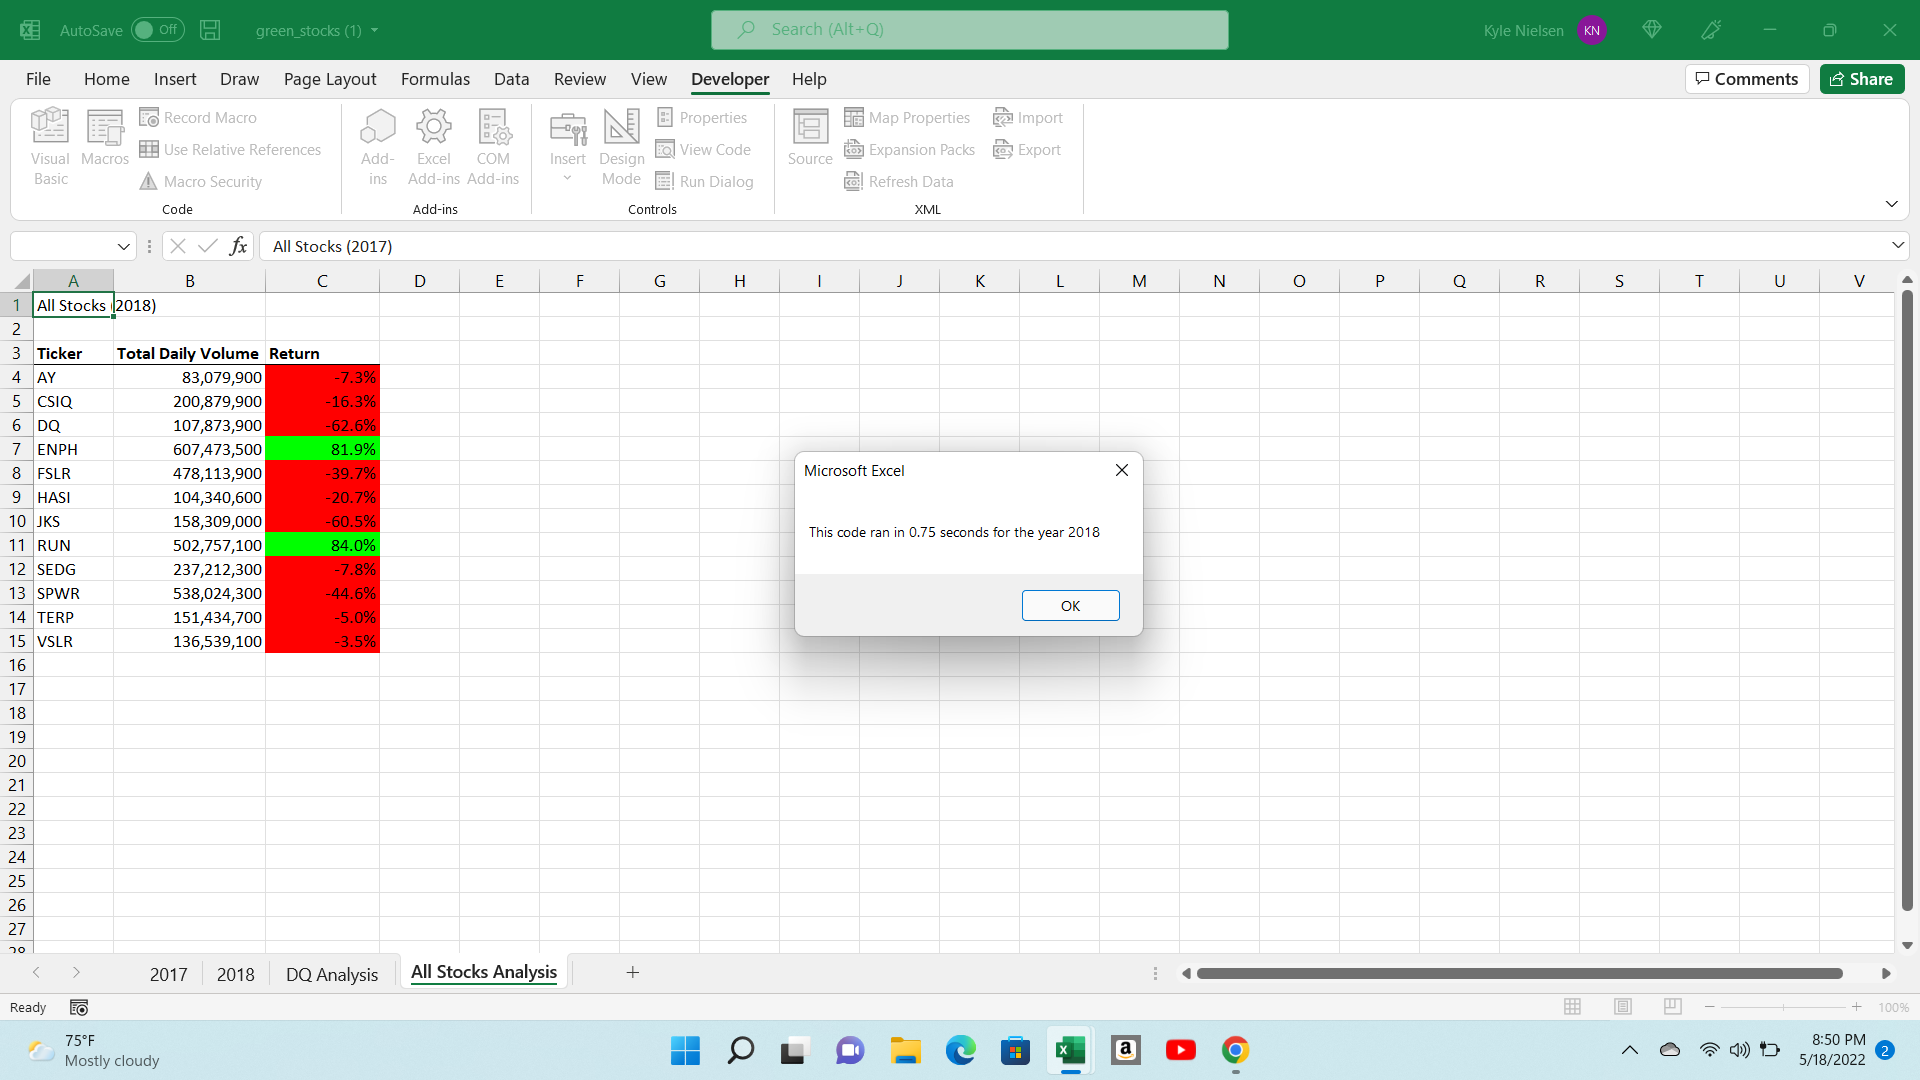 AutoSave Off green_stocks (1) Search (Alt+Q) Kyle Nielsen KN
File Home Insert Draw Page Layout Formulas Data Review View Developer Help Comments Share
Visual Basic
Macros
Record Macro
Use Relative References
Macro Security
Code
Add-ins
Excel Add-ins
COM Add-ins
Add-ins
Insert
Design Mode
Properties
View Code
Run Dialog
Controls
Source
Map Properties
Expansion Packs
Refresh Data
Import
Export
XML
fx All Stocks (2017)
A B C D E F G H I J K L M N O P Q R S T U V
1 All Stocks (2018)
2
3 Ticker Total Daily Volume Return
4 AY 83,079,900 -7.3%
5 CSIQ 200,879,900 -16.3%
6 DQ 107,873,900 -62.6%
7 ENPH 607,473,500 81.9%
8 FSLR 478,113,900 -39.7%
9 HASI 104,340,600 -20.7%
10 JKS 158,309,000 -60.5%
11 RUN 502,757,100 84.0%
12 SEDG 237,212,300 -7.8%
13 SPWR 538,024,300 -44.6%
14 TERP 151,434,700 -5.0%
15 VSLR 136,539,100 -3.5%
16
17
18
19
20
21
22
23
24
25
26
27
28
Microsoft Excel
This code ran in 0.75 seconds for the year 2018
OK
2017 2018 DQ Analysis All Stocks Analysis
Ready 100%
75°F
Mostly cloudy
8:50 PM
5/18/2022
2